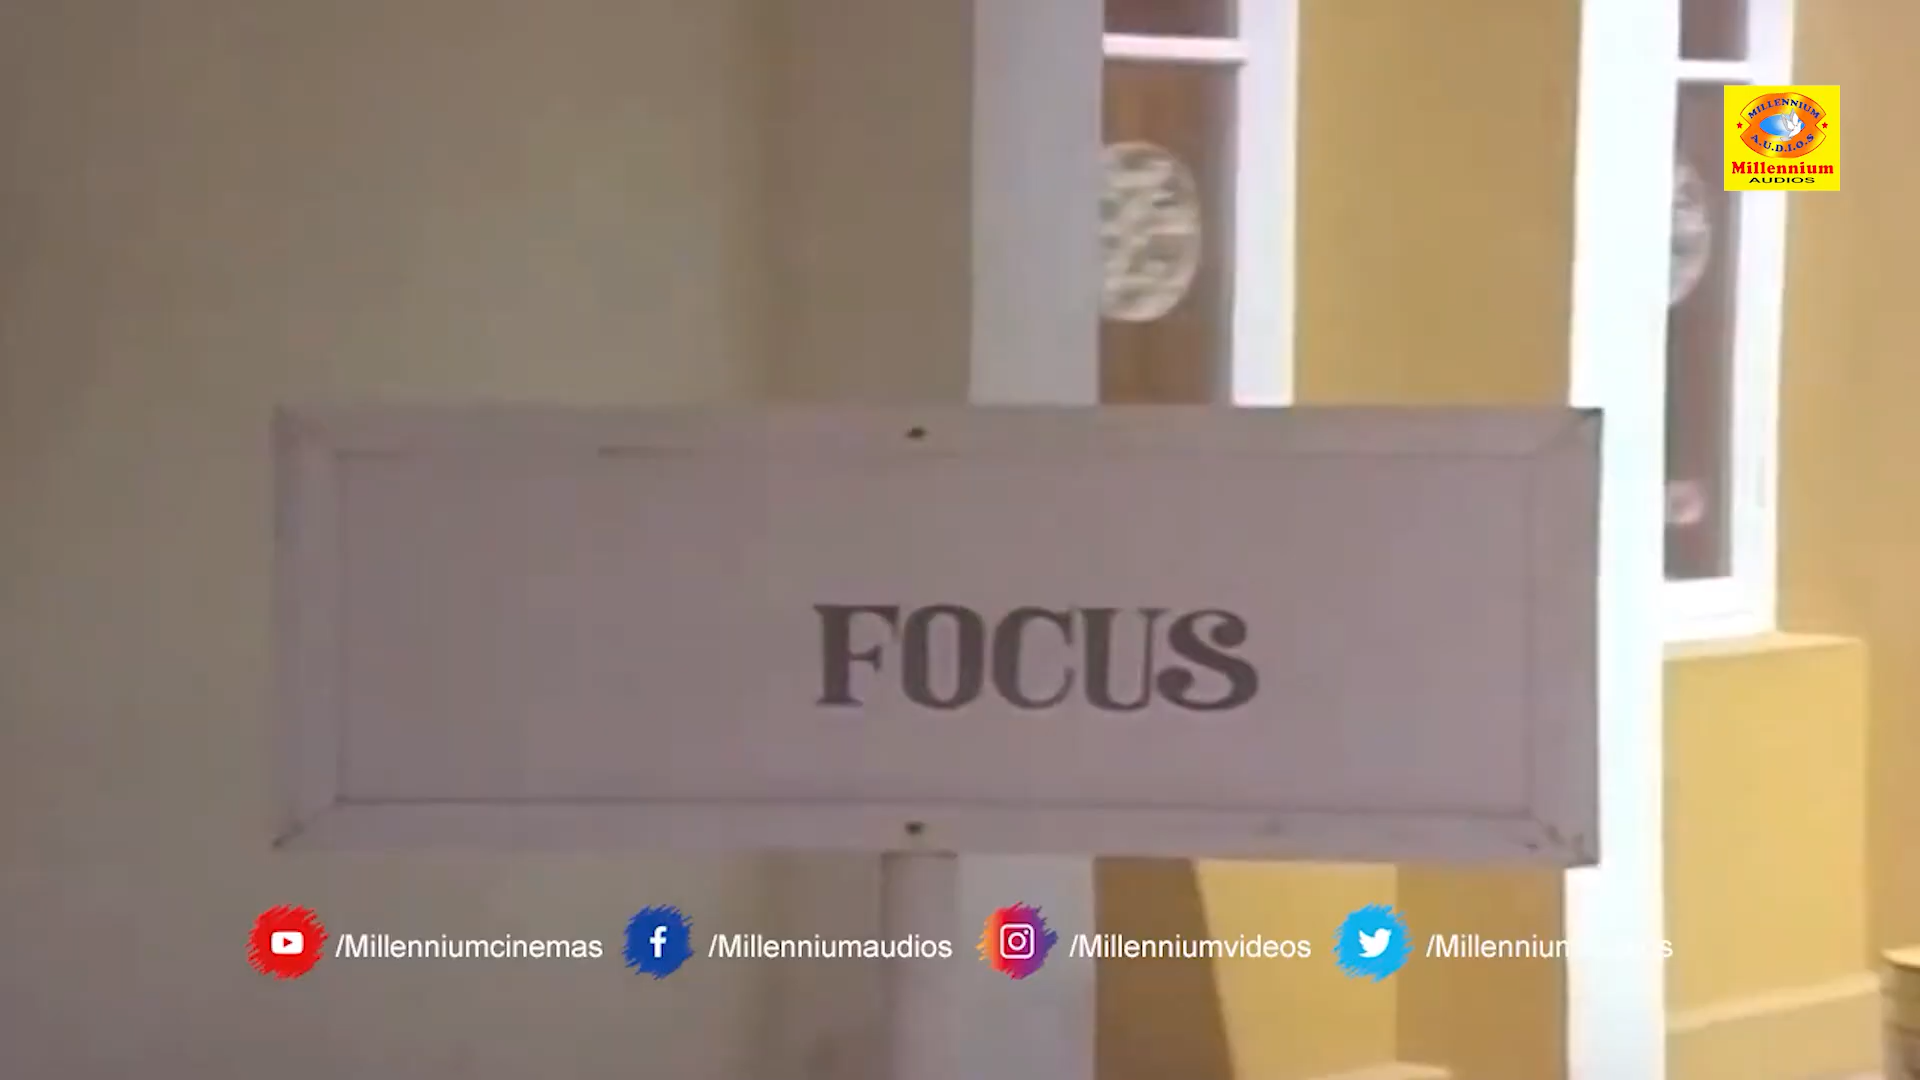 MILLENNIUM
A.U.D.I.O.S
Millennium
AUDIOS
FOCUS
/Millenniumcinemas
/Millenniumaudios
/Millenniumvideos